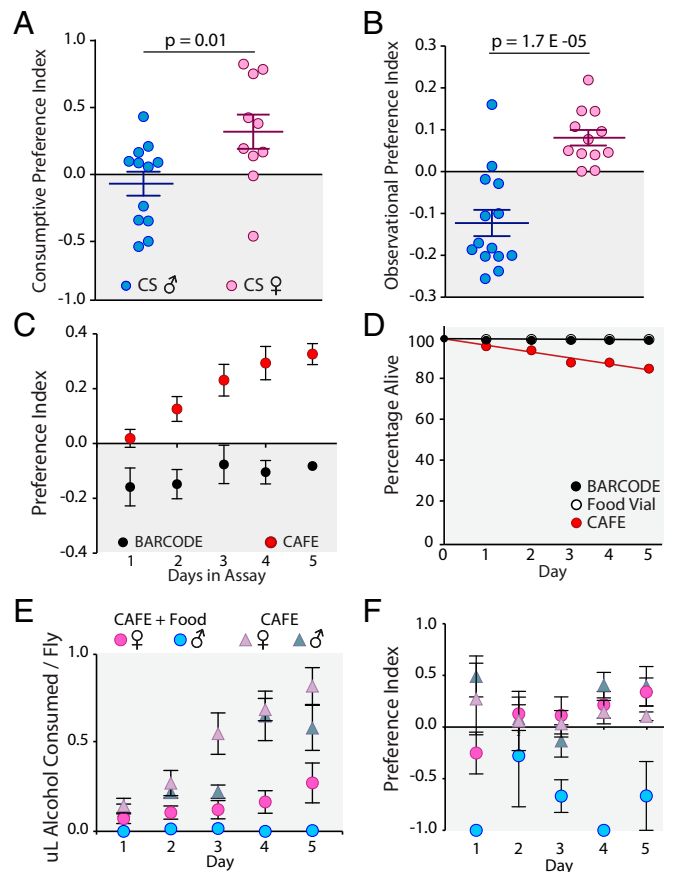 A
B
p = 0.01
p = 1.7 E -05
Consumptive Preference Index
1.0
0.5
0.0
-0.5
-1.0
CS ♂
CS ♀
Observational Preference Index
0.3
0.2
0.1
0.0
-0.1
-0.2
-0.3
C
D
Preference Index
0.4
0.2
0.0
-0.2
-0.4
BARCODE
CAFE
1 2 3 4 5
Days in Assay
Percentage Alive
100
80
60
40
20
0
BARCODE
Food Vial
CAFE
0 1 2 3 4 5
Day
E
F
CAFE + Food
CAFE
♀ ♂ ♀ ♂
uL Alcohol Consumed / Fly
1.0
0.5
0.0
1 2 3 4 5
Day
Preference Index
1.0
0.5
0.0
-0.5
-1.0
1 2 3 4 5
Day